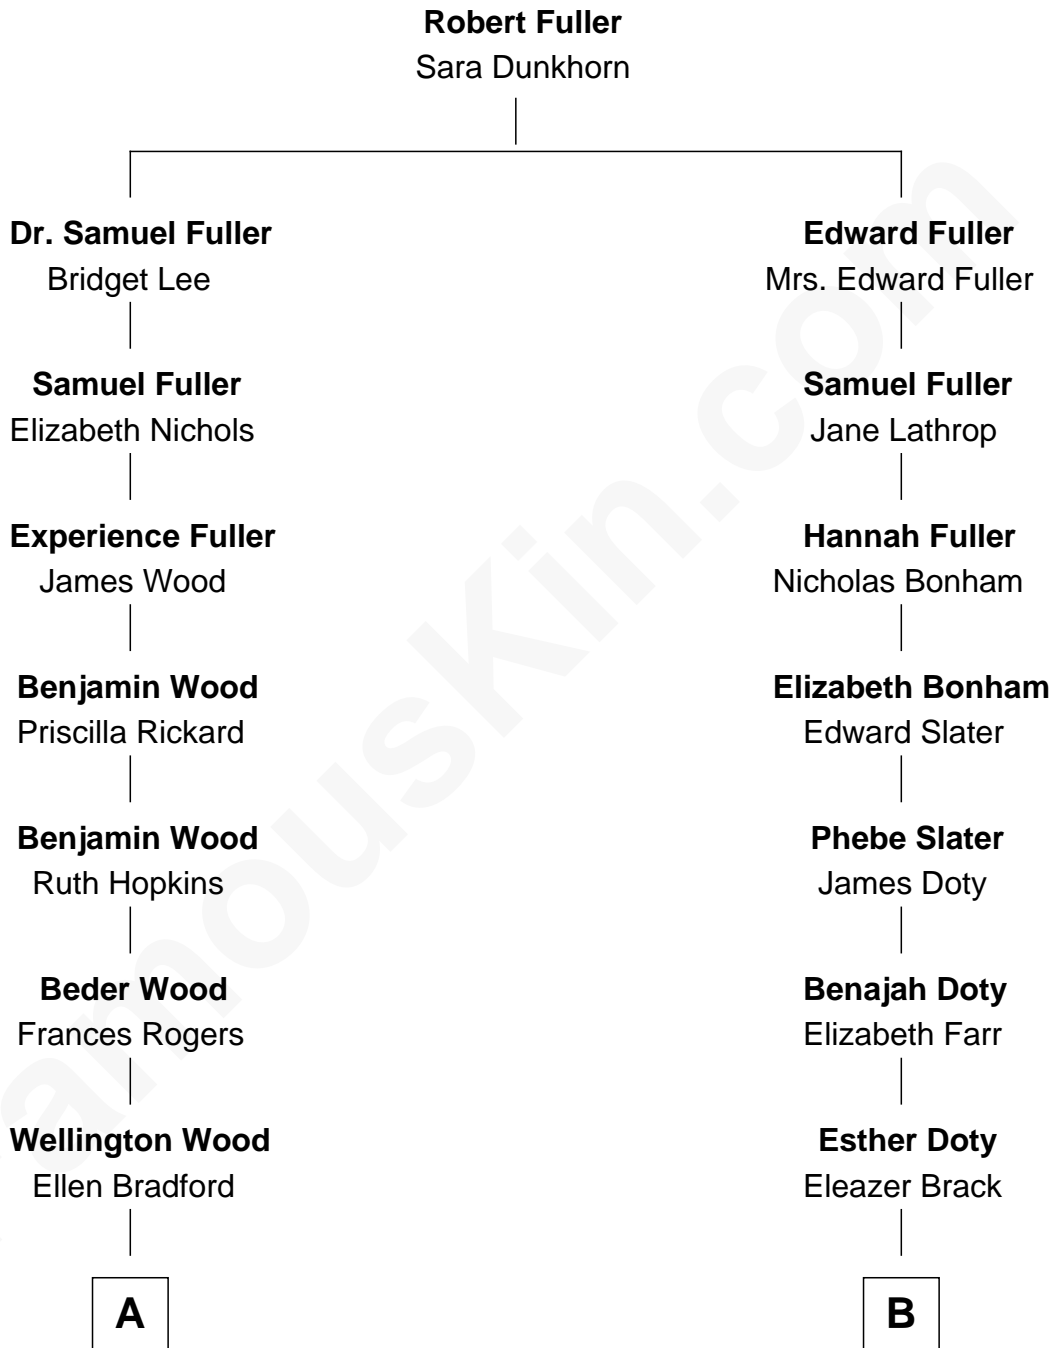 Robert Fuller
Sara Dunkhorn
Dr. Samuel Fuller
Bridget Lee
Edward Fuller
Mrs. Edward Fuller
Samuel Fuller
Elizabeth Nichols
Samuel Fuller
Jane Lathrop
Experience Fuller
James Wood
Hannah Fuller
Nicholas Bonham
Benjamin Wood
Priscilla Rickard
Elizabeth Bonham
Edward Slater
Benjamin Wood
Ruth Hopkins
Phebe Slater
James Doty
Beder Wood
Frances Rogers
Benajah Doty
Elizabeth Farr
Wellington Wood
Ellen Bradford
Esther Doty
Eleazer Brack
A
B
famouskin.com